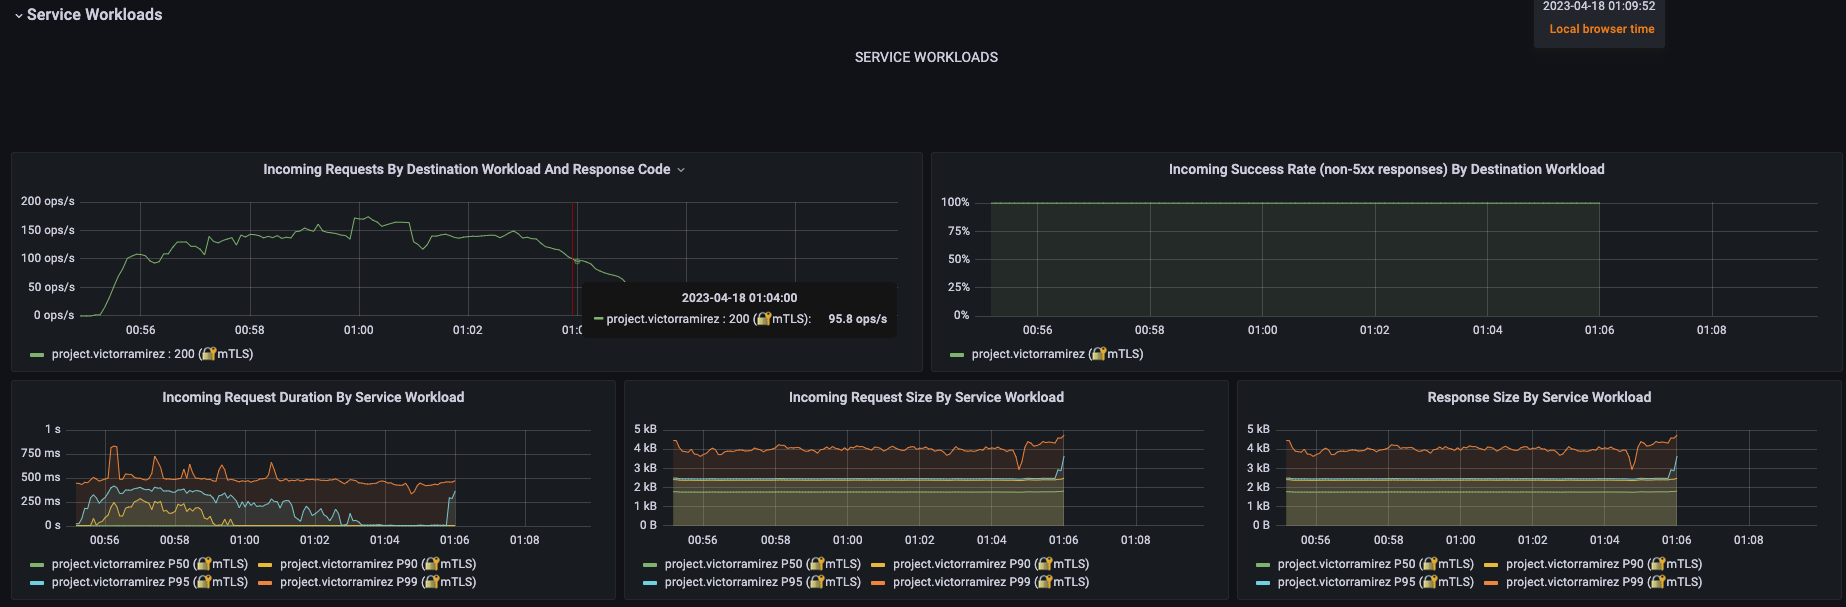 Service Workloads
2023-04-18 01:09:52
Local browser time
SERVICE WORKLOADS
Incoming Requests By Destination Workload And Response Code
200 ops/s
150 ops/s
100 ops/s
50 ops/s
0 ops/s
00:56 00:58 01:00 01:02 01:0
2023-04-18 01:04:00
project.victorramirez : 200 (🔐mTLS): 95.8 ops/s
project.victorramirez : 200 (🔐mTLS)
Incoming Success Rate (non-5xx responses) By Destination Workload
100%
75%
50%
25%
0%
00:56 00:58 01:00 01:02 01:04 01:06 01:08
project.victorramirez (🔐mTLS)
Incoming Request Duration By Service Workload
1 s
750 ms
500 ms
250 ms
0 s
00:56 00:58 01:00 01:02 01:04 01:06 01:08
project.victorramirez P50 (🔐mTLS) project.victorramirez P90 (🔐mTLS)
project.victorramirez P95 (🔐mTLS) project.victorramirez P99 (🔐mTLS)
Incoming Request Size By Service Workload
5 kB
4 kB
3 kB
2 kB
1 kB
0 B
00:56 00:58 01:00 01:02 01:04 01:06 01:08
project.victorramirez P50 (🔐mTLS) project.victorramirez P90 (🔐mTLS)
project.victorramirez P95 (🔐mTLS) project.victorramirez P99 (🔐mTLS)
Response Size By Service Workload
5 kB
4 kB
3 kB
2 kB
1 kB
0 B
00:56 00:58 01:00 01:02 01:04 01:06 01:08
project.victorramirez P50 (🔐mTLS) project.victorramirez P90 (🔐mTLS)
project.victorramirez P95 (🔐mTLS) project.victorramirez P99 (🔐mTLS)